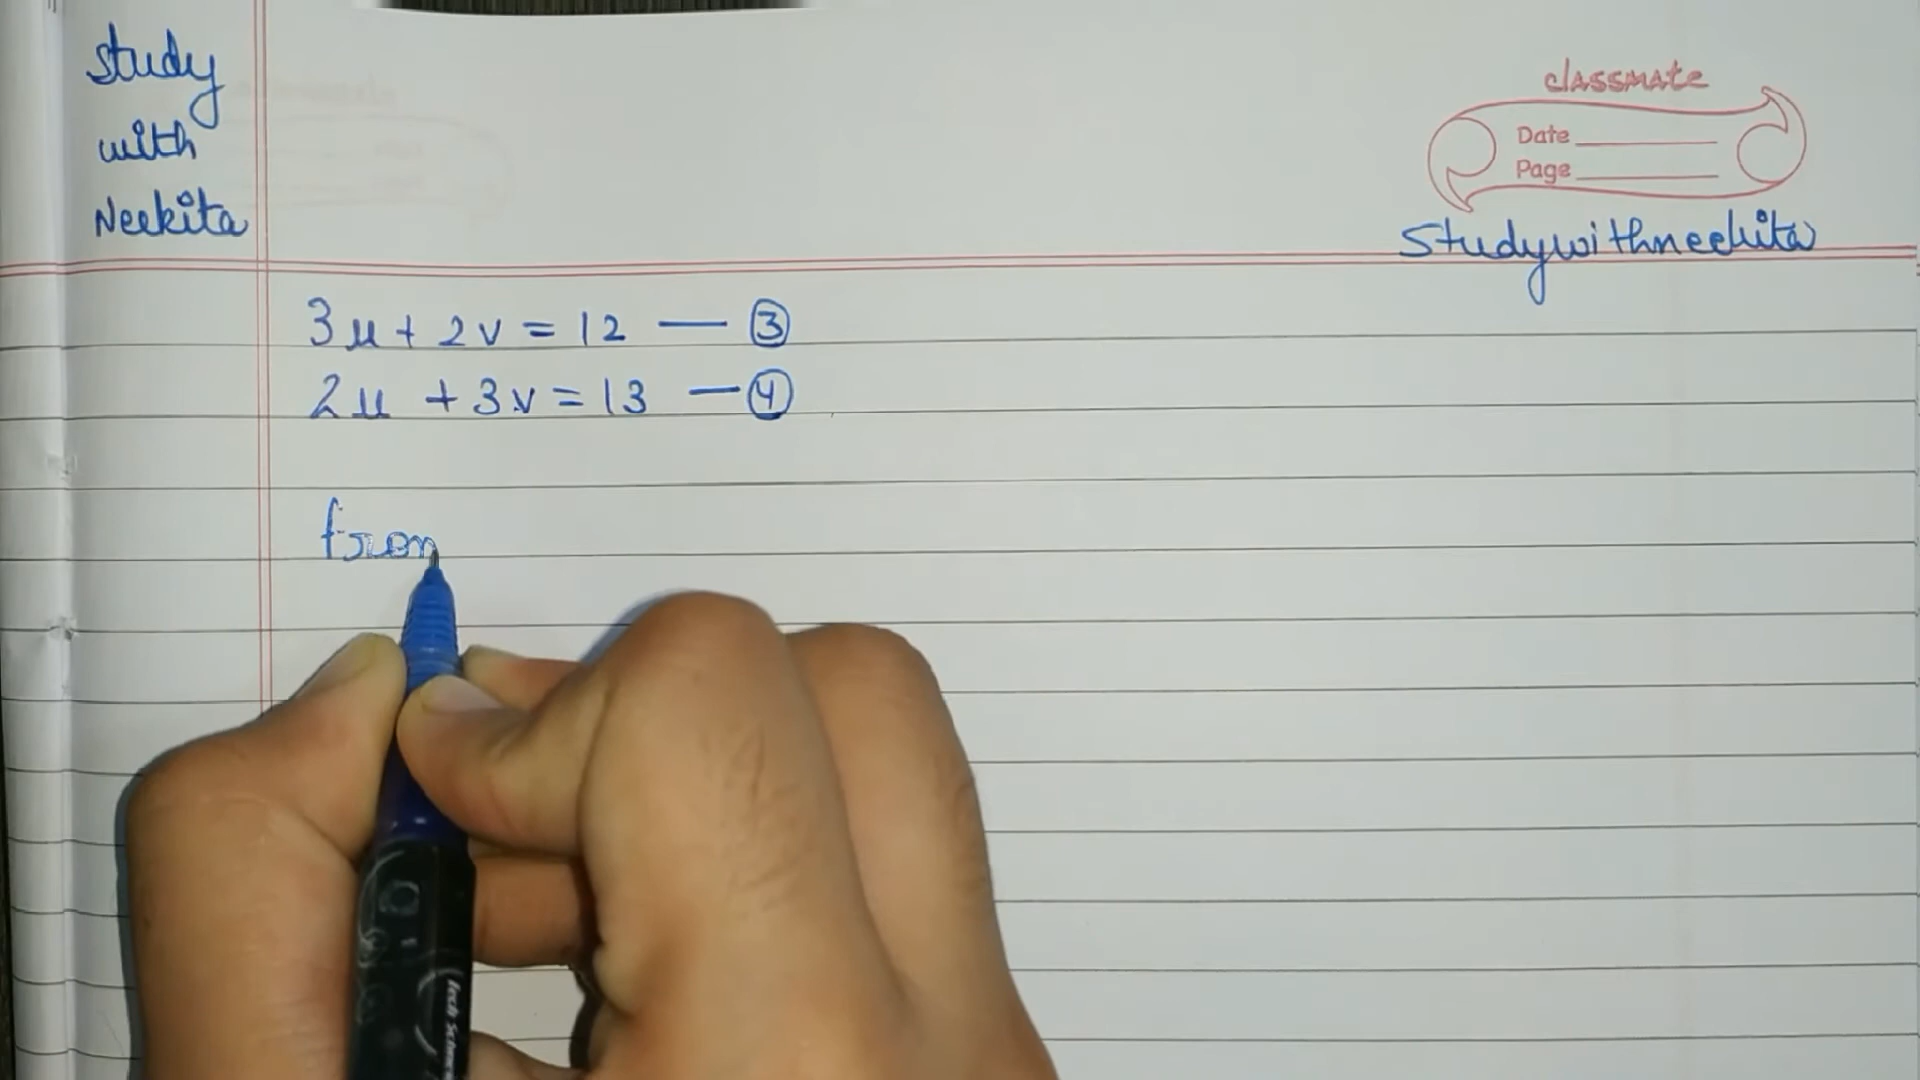 study
with
Neekita
classmate
Date
Page
Studywithneekita
3u + 2v = 12 — ③
2u + 3v = 13 — ④
from